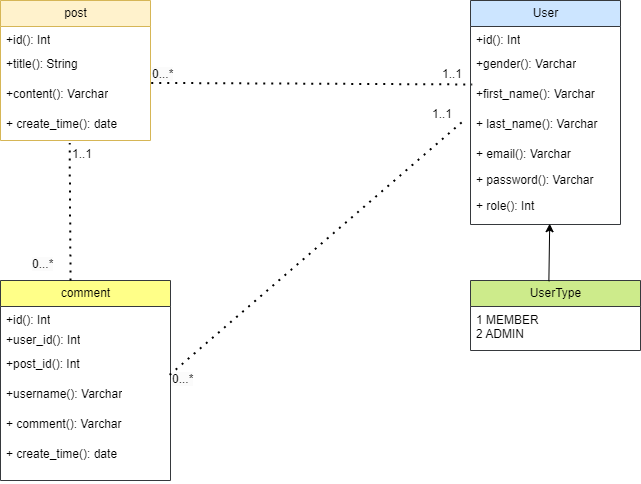 post
+id(): Int
+title(): String
+content(): Varchar
+ create_time(): date
0...*
1..1
User
+id(): Int
+gender(): Varchar
+first_name(): Varchar
+ last_name(): Varchar
+ email(): Varchar
+ password(): Varchar
+ role(): Int
1..1
1..1
0...*
comment
+id(): Int
+user_id(): Int
+post_id(): Int
+username(): Varchar
+ comment(): Varchar
+ create_time(): date
0...*
UserType
1 MEMBER
2 ADMIN